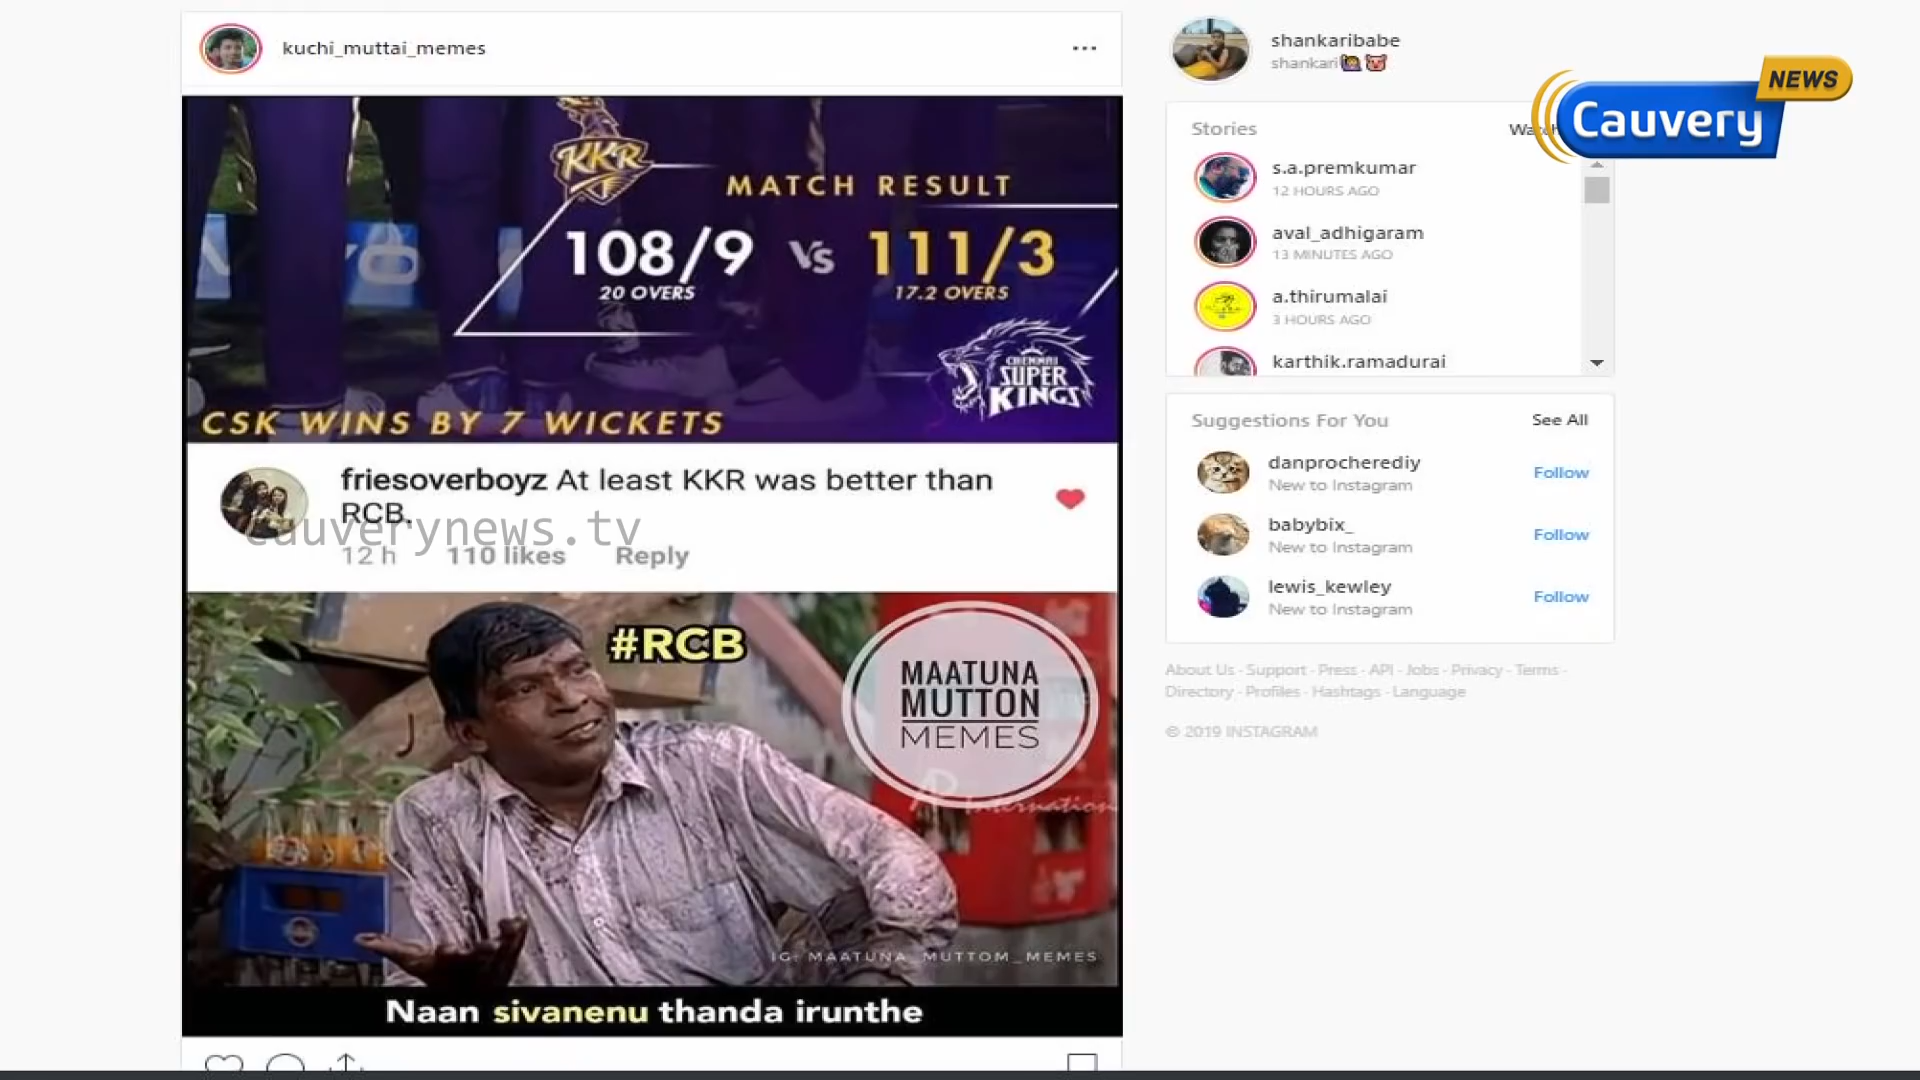 kuchi_muttai_memes
KKR
MATCH RESULT
108/9 Vs 111/3
20 OVERS 17.2 OVERS
CHENNAI
SUPER
KINGS
CSK WINS BY 7 WICKETS
friesoverboyz At least KKR was better than
RCB.
cauverynews.tv
12 h 110 likes Reply
#RCB
MAATUNA
MUTTON
MEMES
AP International
IG: MAATUNA_MUTTOM_MEMES
Naan sivanenu thanda irunthe
shankaribabe
shankari
NEWS
Cauvery
Stories
s.a.premkumar
12 HOURS AGO
aval_adhigaram
13 MINUTES AGO
a.thirumalai
3 HOURS AGO
karthik.ramadurai
Suggestions For You See All
danprocherediy
New to Instagram
Follow
babybix_
New to Instagram
Follow
lewis_kewley
New to Instagram
Follow
About Us · Support · Press · API · Jobs · Privacy · Terms ·
Directory · Profiles · Hashtags · Language
© 2019 INSTAGRAM